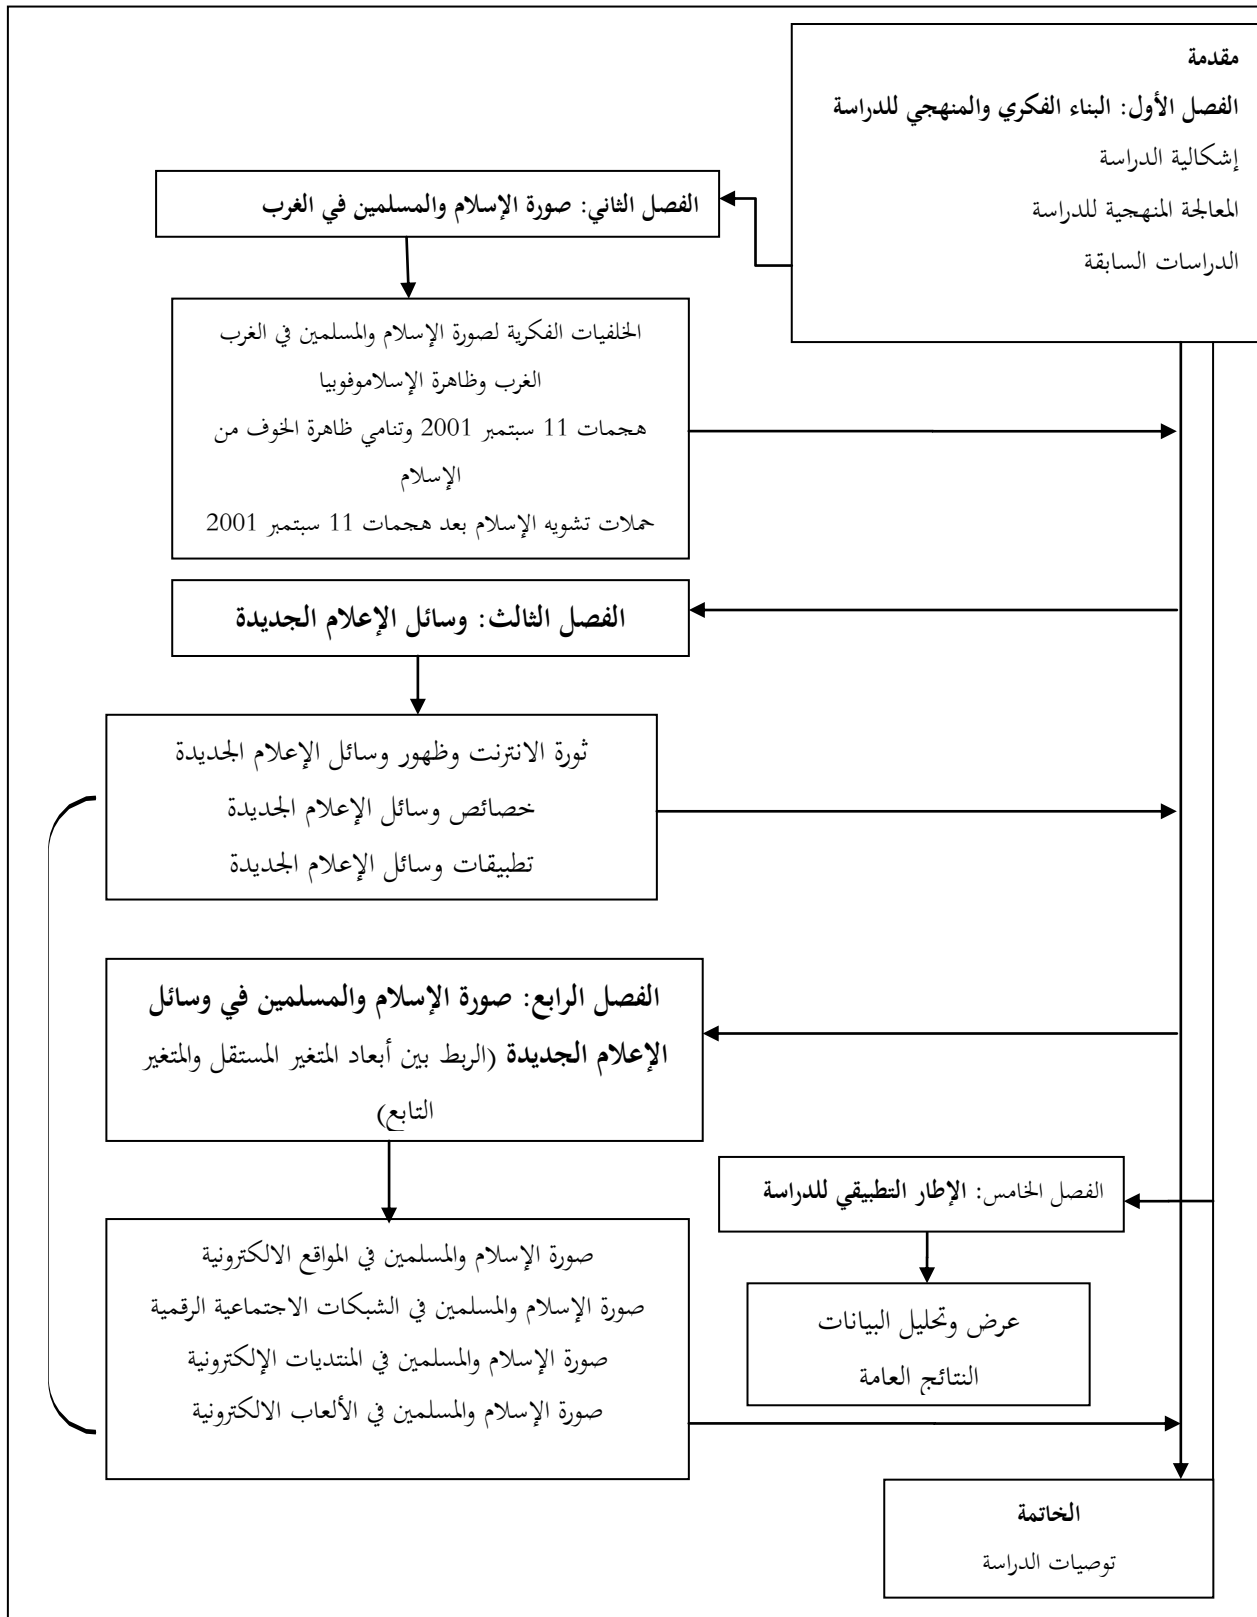 مقدمة
الفصل الأول: البناء الفكري والمنهجي للدراسة
إشكالية الدراسة
المعالجة المنهجية للدراسة
الدراسات السابقة
الفصل الثاني: صورة الإسلام والمسلمين في الغرب
الخلفيات الفكرية لصورة الإسلام والمسلمين في الغرب
الغرب وظاهرة الإسلاموفوبيا
هجمات 11 سبتمبر 2001 وتنامي ظاهرة الخوف من
الإسلام
حملات تشويه الإسلام بعد هجمات 11 سبتمبر 2001
الفصل الثالث: وسائل الإعلام الجديدة
ثورة الانترنت وظهور وسائل الإعلام الجديدة
خصائص وسائل الإعلام الجديدة
تطبيقات وسائل الإعلام الجديدة
الفصل الرابع: صورة الإسلام والمسلمين في وسائل
الإعلام الجديدة (الربط بين أبعاد المتغير المستقل والمتغير
التابع)
صورة الإسلام والمسلمين في المواقع الالكترونية
صورة الإسلام والمسلمين في الشبكات الاجتماعية الرقمية
صورة الإسلام والمسلمين في المنتديات الإلكترونية
صورة الإسلام والمسلمين في الألعاب الالكترونية
الفصل الخامس: الإطار التطبيقي للدراسة
عرض وتحليل البيانات
النتائج العامة
الخاتمة
توصيات الدراسة